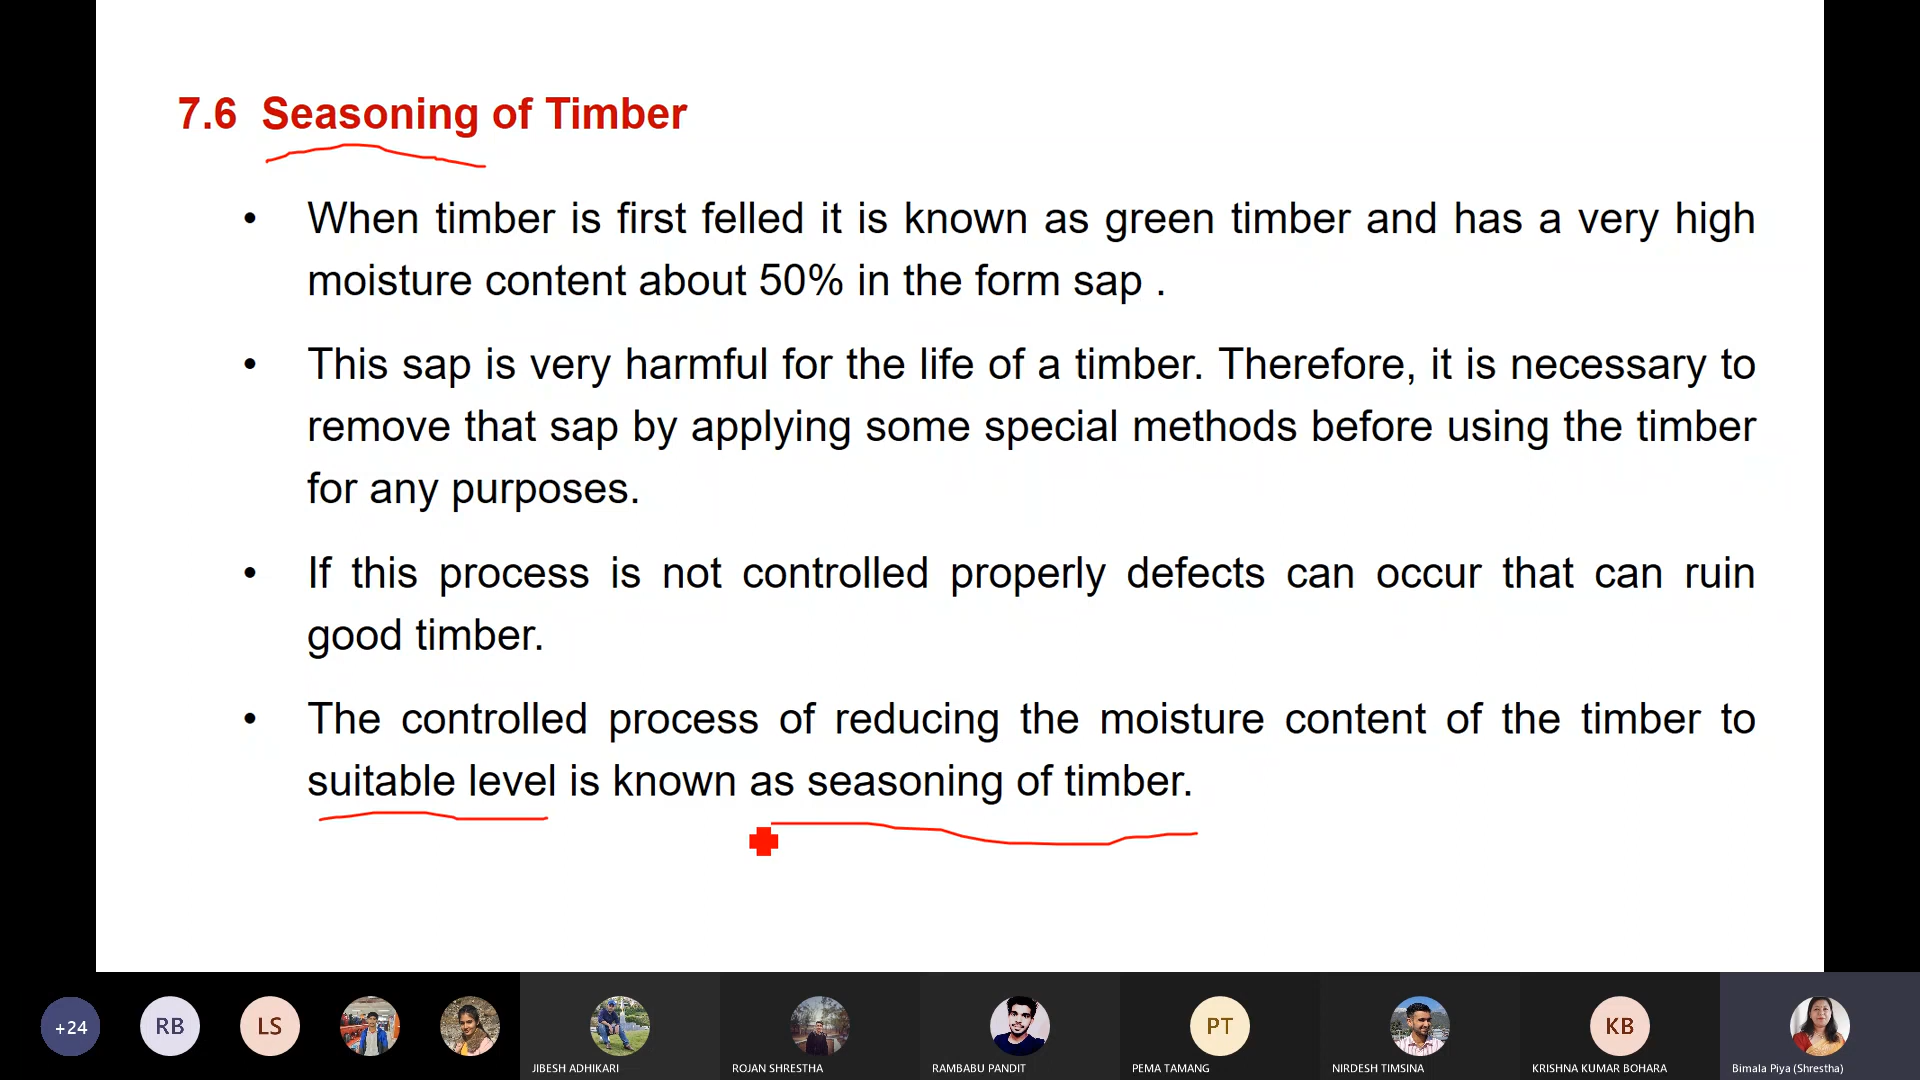 7.6 Seasoning of Timber
• When timber is first felled it is known as green timber and has a very high
moisture content about 50% in the form sap .
• This sap is very harmful for the life of a timber. Therefore, it is necessary to
remove that sap by applying some special methods before using the timber
for any purposes.
• If this process is not controlled properly defects can occur that can ruin
good timber.
• The controlled process of reducing the moisture content of the timber to
suitable level is known as seasoning of timber.
+24 RB LS PT KB
JIBESH ADHIKARI ROJAN SHRESTHA RAMBABU PANDIT PEMA TAMANG NIRDESH TIMSINA KRISHNA KUMAR BOHARA Bimala Piya (Shrestha)